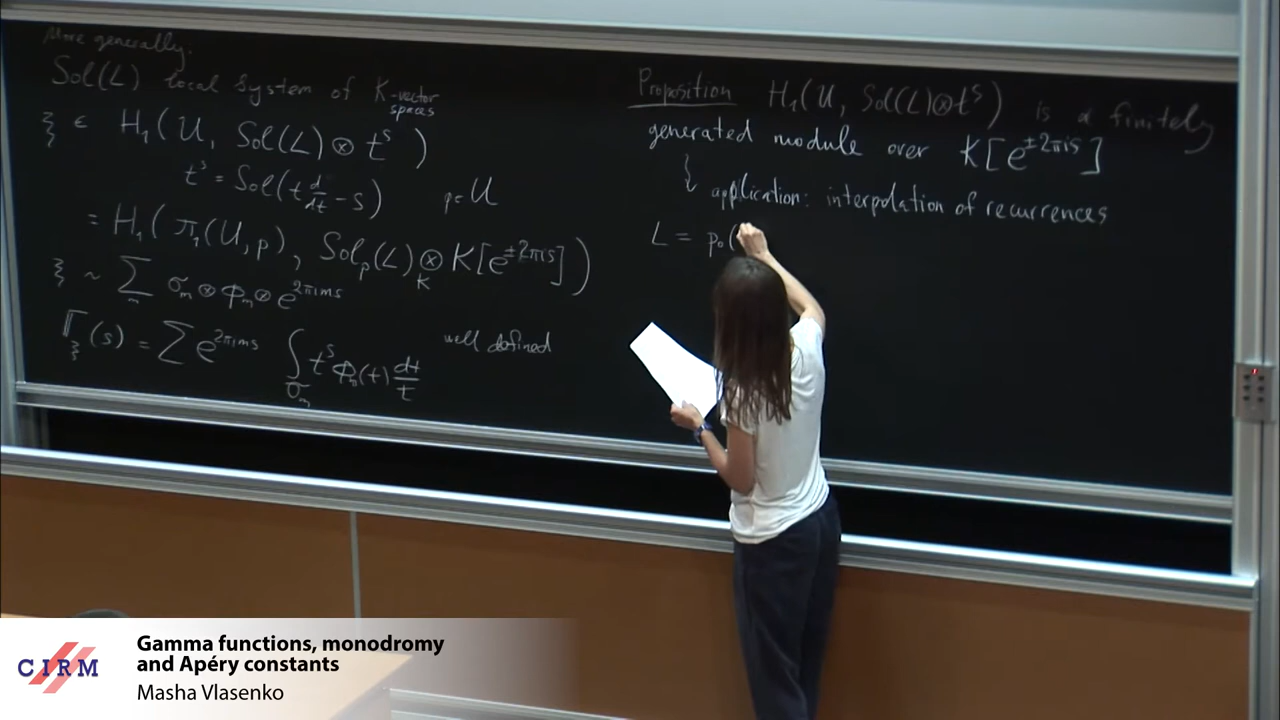 More generally.
Sol(L) local system of K-vector spaces
ξ ∈ H₁(U, Sol(L)⊗t^s)
t^s = Sol(t d/dt - s) p∈U
= H₁(π₁(U,p), Sol_p(L)⊗_K K[e^{±2πis}])
ξ ~ ∑_m σ_m ⊗ φ_m ⊗ e^{2πims}
Γ_ξ(s) = ∑ e^{2πims} ∫_{σ_m} t^s φ_m(t) dt/t well defined
Proposition H₁(U, Sol(L)⊗t^s) is a finitely
generated module over K[e^{±2πis}]
application: interpolation of recurrences
L = p₀(
CIRM
Gamma functions, monodromy
and Apéry constants
Masha Vlasenko